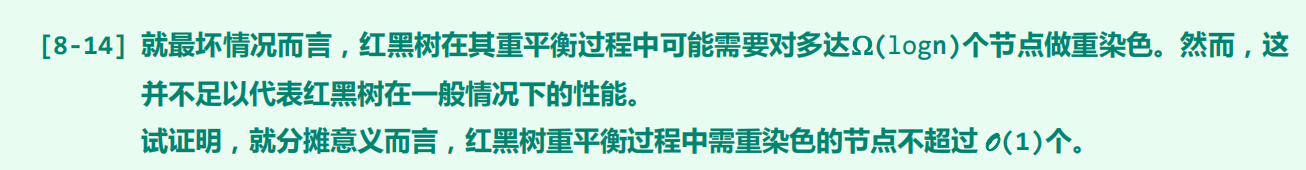 [8-14] 就最坏情况而言，红黑树在其重平衡过程中可能需要对多达Ω(logn)个节点做重染色。然而，这
并不足以代表红黑树在一般情况下的性能。
试证明，就分摊意义而言，红黑树重平衡过程中需重染色的节点不超过 𝒪(1)个。